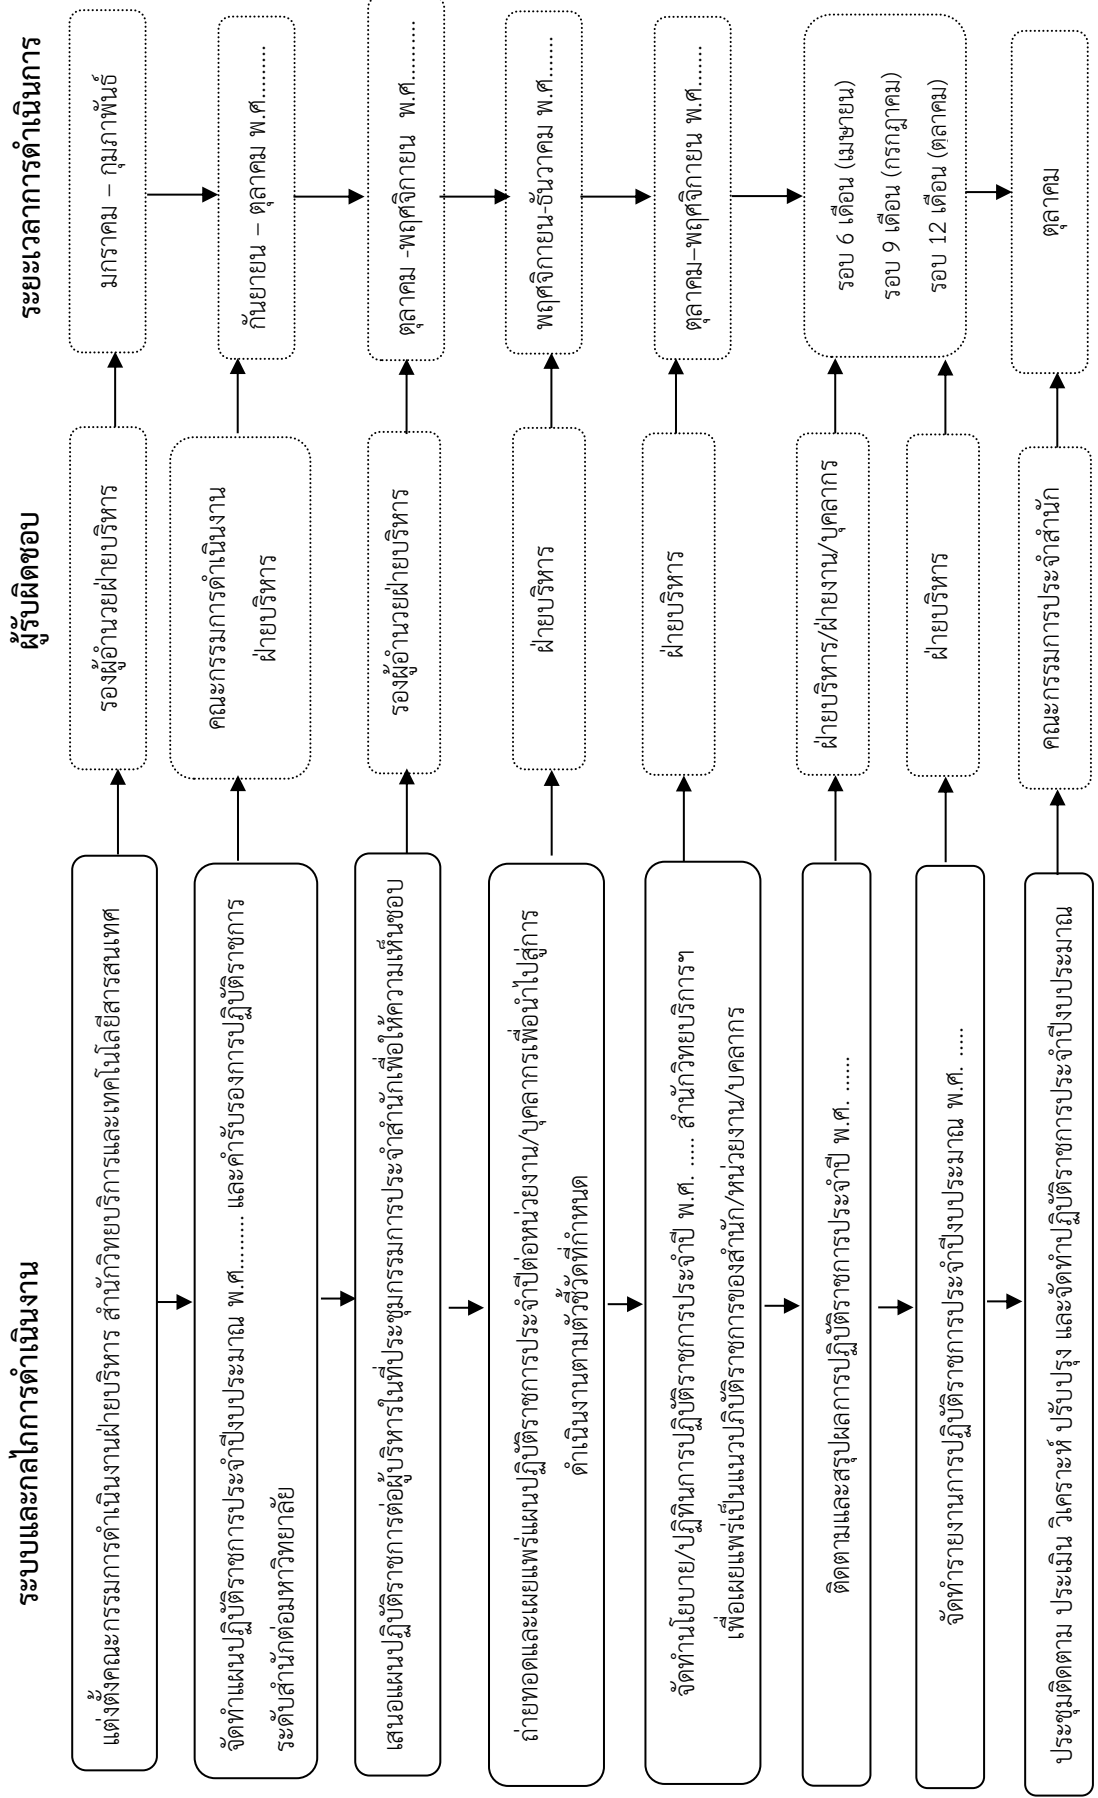 ระบบและกลไกการดำเนินงาน
ผู้รับผิดชอบ
ระยะเวลาการดำเนินการ
แต่งตั้งคณะกรรมการดำเนินงานฝ่ายบริหาร สำนักวิทยบริการและเทคโนโลยีสารสนเทศ
รองผู้อำนวยฝ่ายบริหาร
มกราคม – กุมภาพันธ์
จัดทำแผนปฏิบัติราชการประจำปีงบประมาณ พ.ศ......... และคำรับรองการปฏิบัติราชการ
ระดับสำนักต่อมหาวิทยาลัย
คณะกรรมการดำเนินงาน
ฝ่ายบริหาร
กันยายน – ตุลาคม พ.ศ.........
เสนอแผนปฏิบัติราชการต่อผู้บริหารในที่ประชุมกรรมการประจำสำนักเพื่อให้ความเห็นชอบ
รองผู้อำนวยฝ่ายบริหาร
ตุลาคม -พฤศจิกายน พ.ศ.........
ถ่ายทอดและเผยแพร่แผนปฏิบัติราชการประจำปีต่อหน่วยงาน/บุคลากรเพื่อนำไปสู่การ
ดำเนินงานตามตัวชี้วัดที่กำหนด
ฝ่ายบริหาร
พฤศจิกายน-ธันวาคม พ.ศ.......
จัดทำนโยบาย/ปฏิทินการปฏิบัติราชการประจำปี พ.ศ. ..... สำนักวิทยบริการฯ
เพื่อเผยแพร่เป็นแนวปฏิบัติราชการของสำนัก/หน่วยงาน/บุคลากร
ฝ่ายบริหาร
ตุลาคม–พฤศจิกายน พ.ศ.......
ติดตามและสรุปผลการปฏิบัติราชการประจำปี พ.ศ. ......
ฝ่ายบริหาร/ฝ่ายงาน/บุคลากร
รอบ 6 เดือน (เมษายน)
รอบ 9 เดือน (กรกฎาคม)
รอบ 12 เดือน (ตุลาคม)
จัดทำรายงานการปฏิบัติราชการประจำปีงบประมาณ พ.ศ. .....
ฝ่ายบริหาร
ประชุมติดตาม ประเมิน วิเคราะห์ ปรับปรุง และจัดทำปฏิบัติราชการประจำปีงบประมาณ
คณะกรรมการประจำสำนัก
ตุลาคม